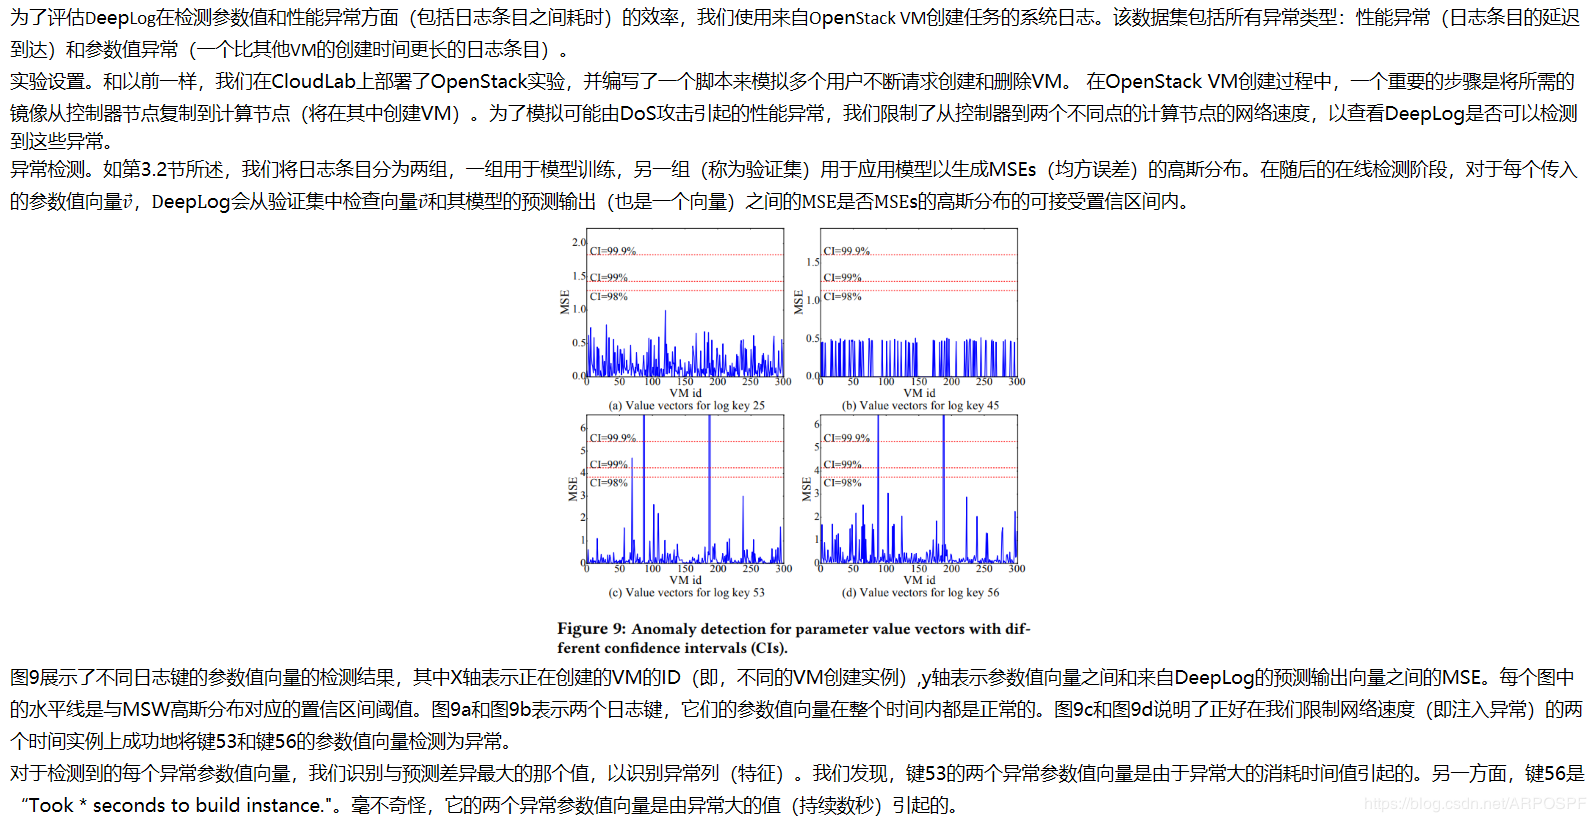 为了评估DeepLog在检测参数值和性能异常方面（包括日志条目之间耗时）的效率，我们使用来自OpenStack VM创建任务的系统日志。该数据集包括所有异常类型：性能异常（日志条目的延迟
到达）和参数值异常（一个比其他VM的创建时间更长的日志条目）。
实验设置。和以前一样，我们在CloudLab上部署了OpenStack实验，并编写了一个脚本来模拟多个用户不断请求创建和删除VM。 在OpenStack VM创建过程中，一个重要的步骤是将所需的
镜像从控制器节点复制到计算节点（将在其中创建VM）。为了模拟可能由DoS攻击引起的性能异常，我们限制了从控制器到两个不同点的计算节点的网络速度，以查看DeepLog是否可以检测
到这些异常。
异常检测。如第3.2节所述，我们将日志条目分为两组，一组用于模型训练，另一组（称为验证集）用于应用模型以生成MSEs（均方误差）的高斯分布。在随后的在线检测阶段，对于每个传入
的参数值向量v⃗，DeepLog会从验证集中检查向量v⃗和其模型的预测输出（也是一个向量）之间的MSE是否MSEs的高斯分布的可接受置信区间内。
2.0
1.5
1.0
0.5
0.0
MSE
CI=99.9%
CI=99%
CI=98%
0 50 100 150 200 250 300
VM id
(a) Value vectors for log key 25
1.5
1.0
0.5
0.0
MSE
CI=99.9%
CI=99%
CI=98%
0 50 100 150 200 250 300
VM id
(b) Value vectors for log key 45
6
5
4
3
2
1
0
MSE
CI=99.9%
CI=99%
CI=98%
0 50 100 150 200 250 300
VM id
(c) Value vectors for log key 53
6
5
4
3
2
1
0
MSE
CI=99.9%
CI=99%
CI=98%
0 50 100 150 200 250 300
VM id
(d) Value vectors for log key 56
Figure 9: Anomaly detection for parameter value vectors with dif-
ferent confidence intervals (CIs).
图9展示了不同日志键的参数值向量的检测结果，其中X轴表示正在创建的VM的ID（即，不同的VM创建实例）,y轴表示参数值向量之间和来自DeepLog的预测输出向量之间的MSE。每个图中
的水平线是与MSW高斯分布对应的置信区间阈值。图9a和图9b表示两个日志键，它们的参数值向量在整个时间内都是正常的。图9c和图9d说明了正好在我们限制网络速度（即注入异常）的两
个时间实例上成功地将键53和键56的参数值向量检测为异常。
对于检测到的每个异常参数值向量，我们识别与预测差异最大的那个值，以识别异常列（特征）。我们发现，键53的两个异常参数值向量是由于异常大的消耗时间值引起的。另一方面，键56是
“Took * seconds to build instance."。毫不奇怪，它的两个异常参数值向量是由异常大的值（持续数秒）引起的。
https://blog.csdn.net/ARPOSPF